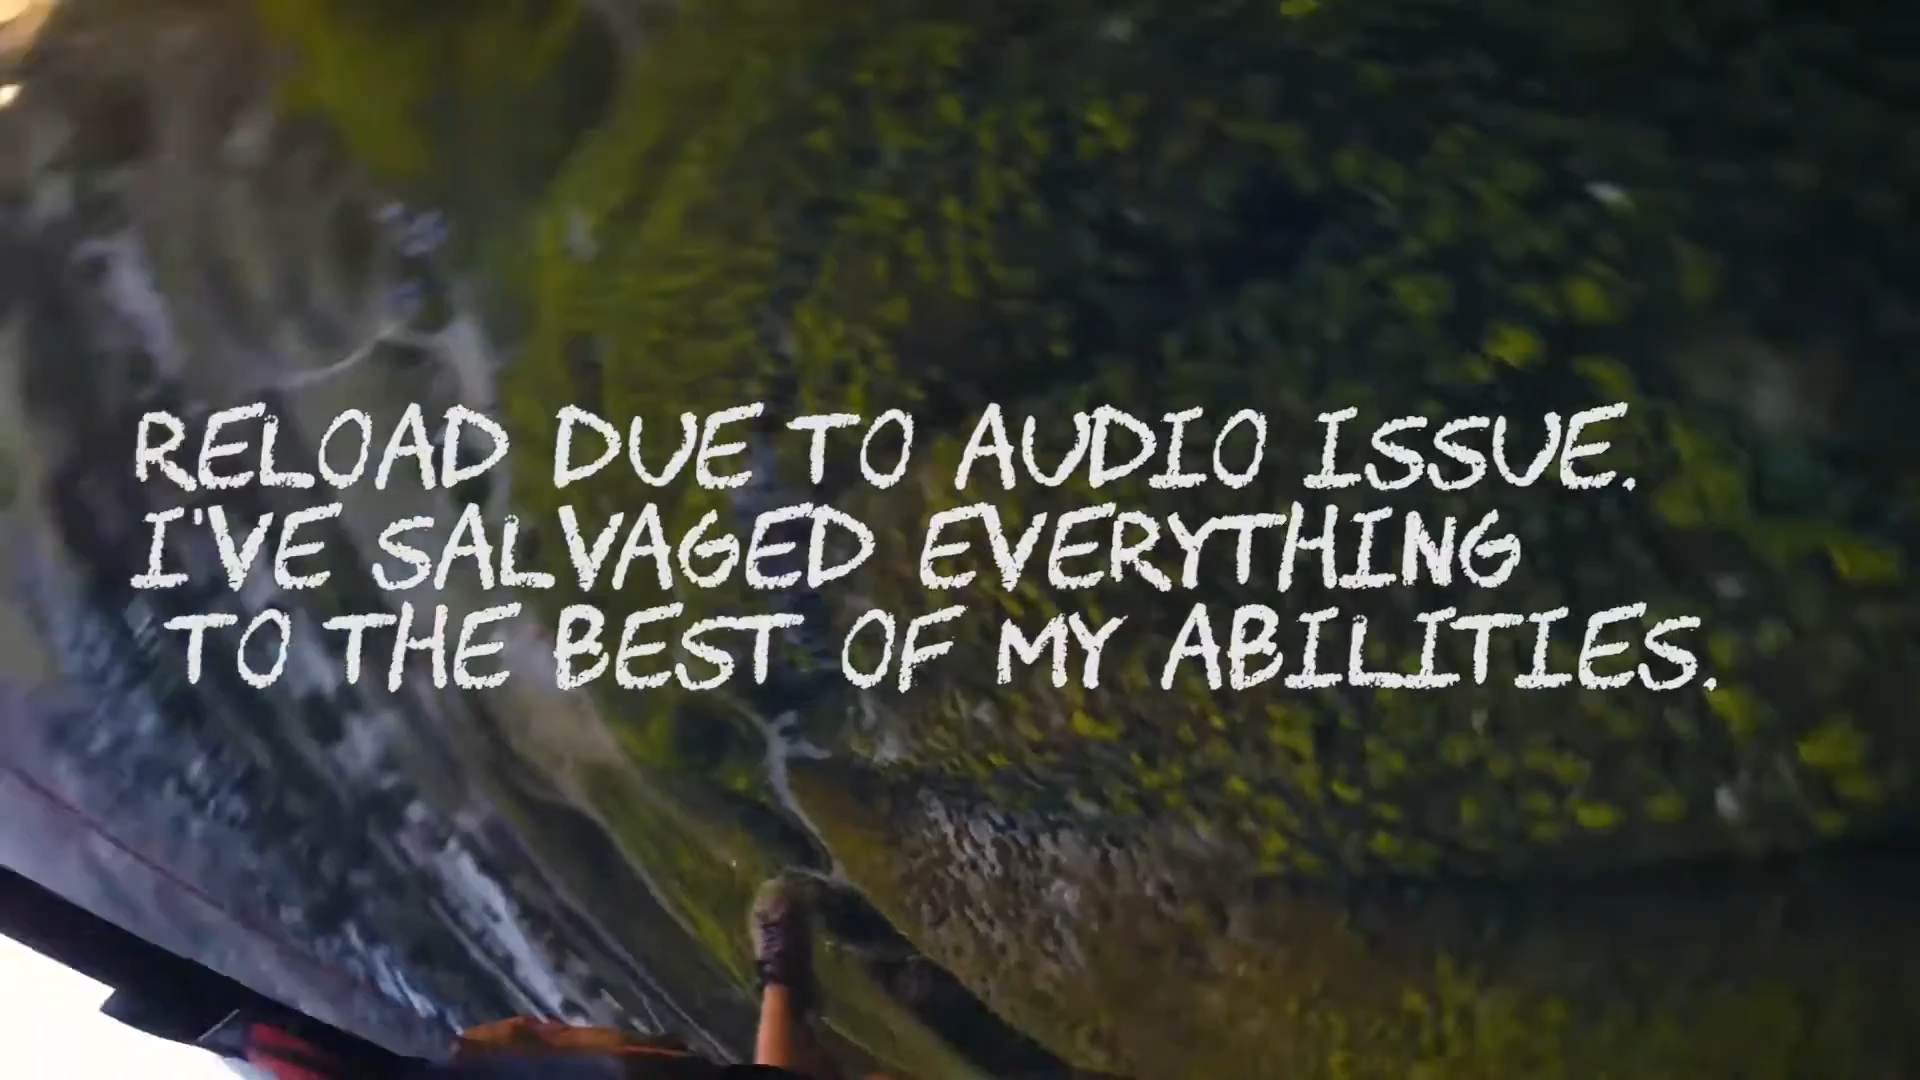 RELOAD DUE TO AUDIO ISSUE.
I'VE SALVAGED EVERYTHING
TO THE BEST OF MY ABILITIES.